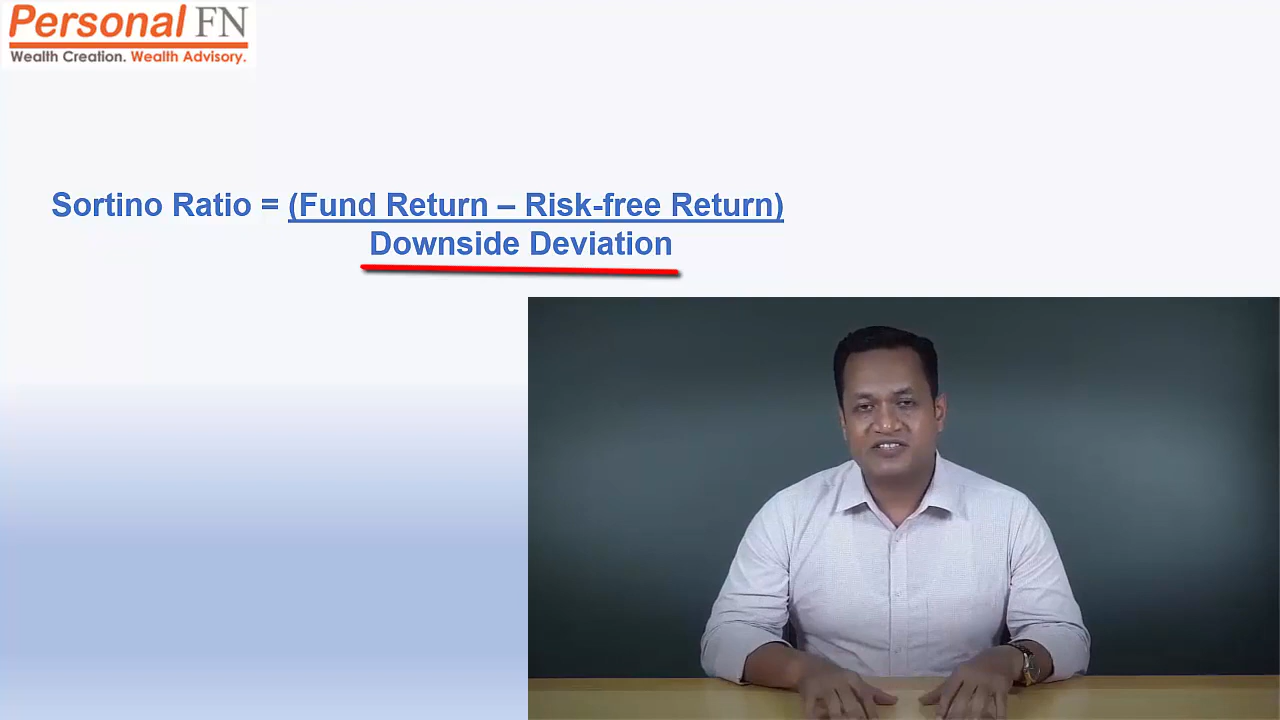 Personal FN
Wealth Creation. Wealth Advisory.
Sortino Ratio = (Fund Return – Risk-free Return)
Downside Deviation